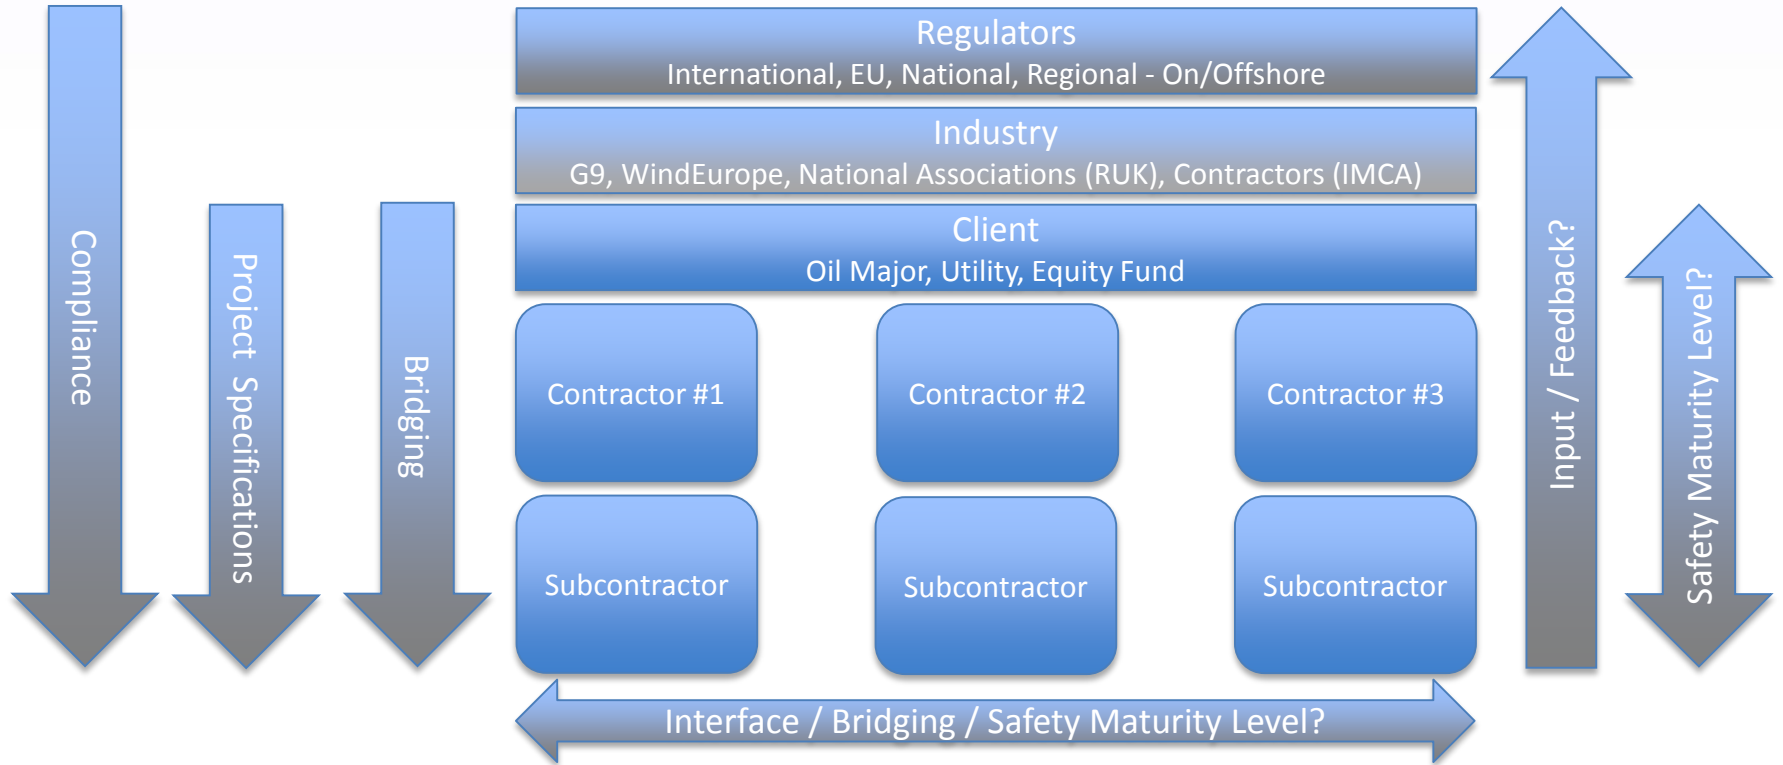 Compliance
Project Specifications
Bridging
Regulators
International, EU, National, Regional - On/Offshore
Industry
G9, WindEurope, National Associations (RUK), Contractors (IMCA)
Client
Oil Major, Utility, Equity Fund
Contractor #1
Contractor #2
Contractor #3
Subcontractor
Subcontractor
Subcontractor
Interface / Bridging / Safety Maturity Level?
Input / Feedback?
Safety Maturity Level?